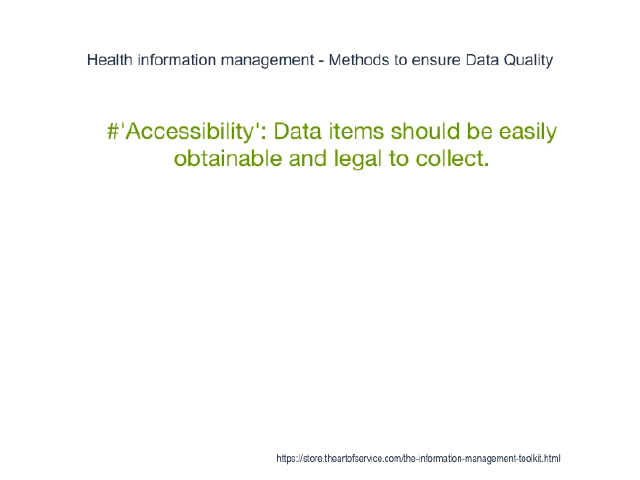 Health information management - Methods to ensure Data Quality
#'Accessibility': Data items should be easily
obtainable and legal to collect.
https://store.theartofservice.com/the-information-management-toolkit.html